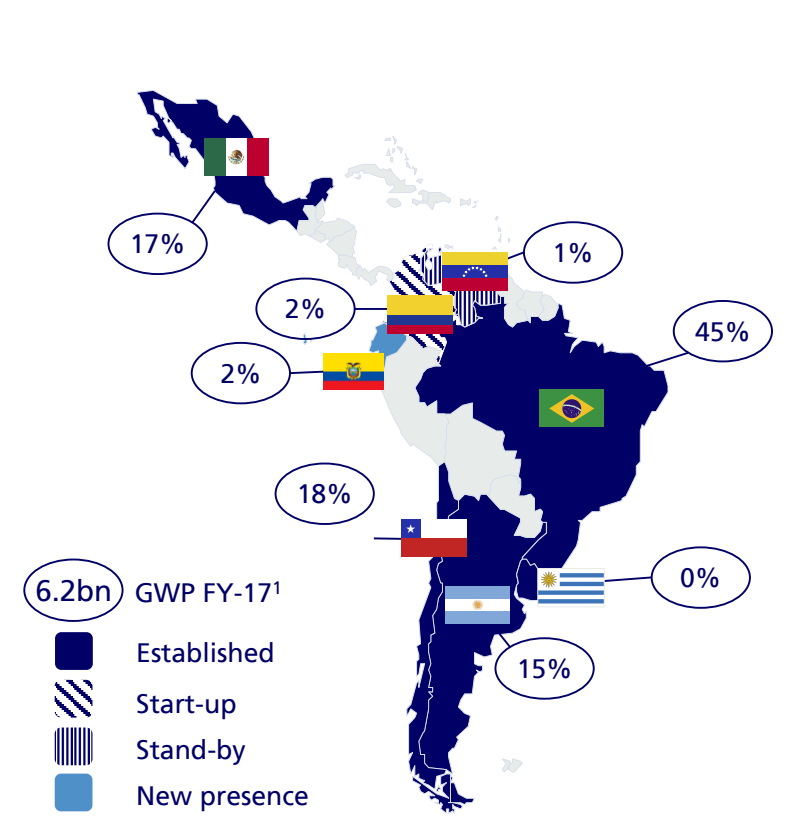 17%
1%
2%
45%
2%
18%
6.2bn GWP FY-17¹
0%
Established
15%
Start-up
Stand-by
New presence